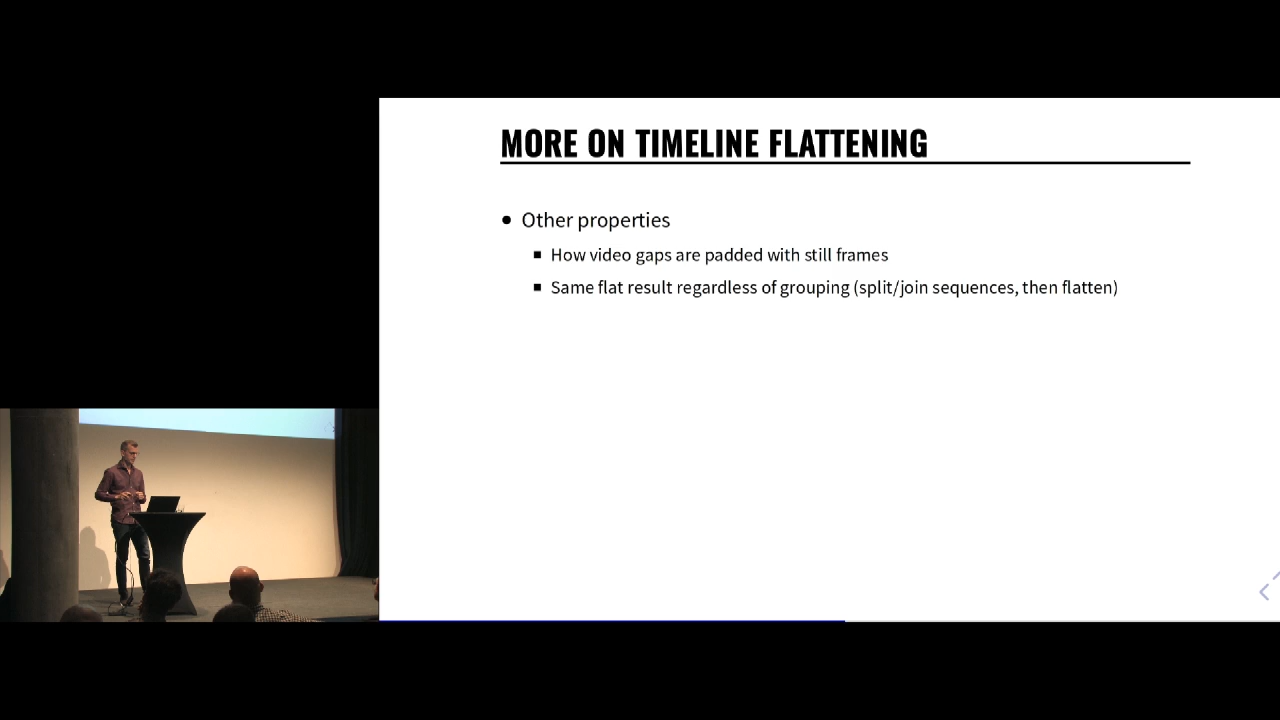 MORE ON TIMELINE FLATTENING
Other properties
How video gaps are padded with still frames
Same flat result regardless of grouping (split/join sequences, then flatten)